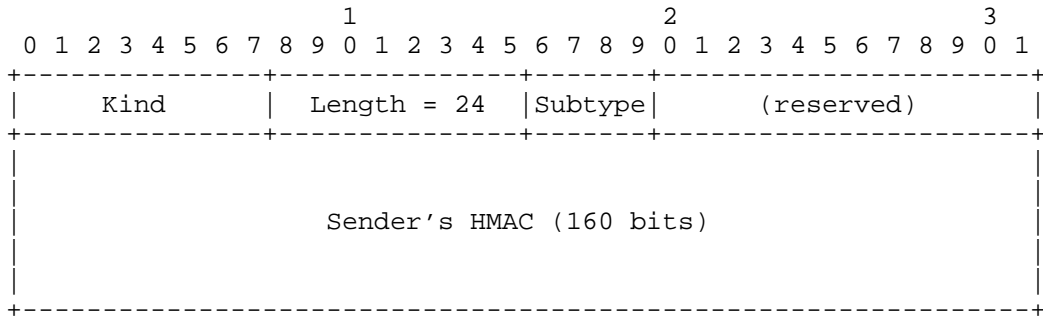 1                   2                   3
 0 1 2 3 4 5 6 7 8 9 0 1 2 3 4 5 6 7 8 9 0 1 2 3 4 5 6 7 8 9 0 1
+---------------+---------------+-------+-----------------------+
|     Kind      |  Length = 24  |Subtype|      (reserved)       |
+---------------+---------------+-------+-----------------------+
|                                                               |
|                                                               |
|                   Sender's HMAC (160 bits)                    |
|                                                               |
|                                                               |
+---------------------------------------------------------------+